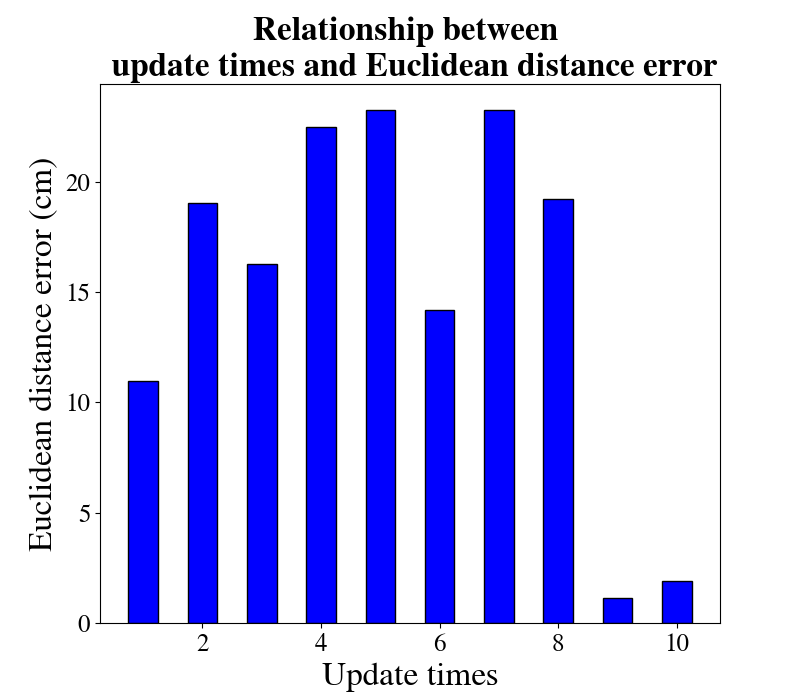 Relationship between
update times and Euclidean distance error
Euclidean distance error (cm)
20
15
10
5
0
2 4 6 8 10
Update times